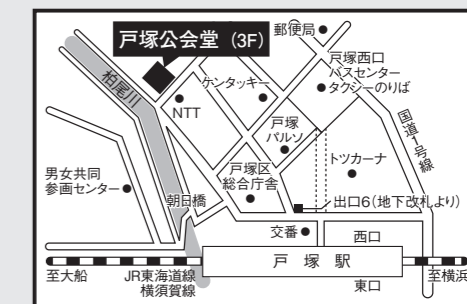 戸塚公会堂（3F）
郵便局
戸塚西口
バスセンター
タクシーのりば
柏尾川
ケンタッキー
NTT
国道1号線
戸塚
パルソ
トツカーナ
戸塚区
総合庁舎
男女共同
参画センター
朝日橋
出口6（地下改札より）
交番
西口
戸塚駅
至大船
JR東海道線
横須賀線
東口
至横浜